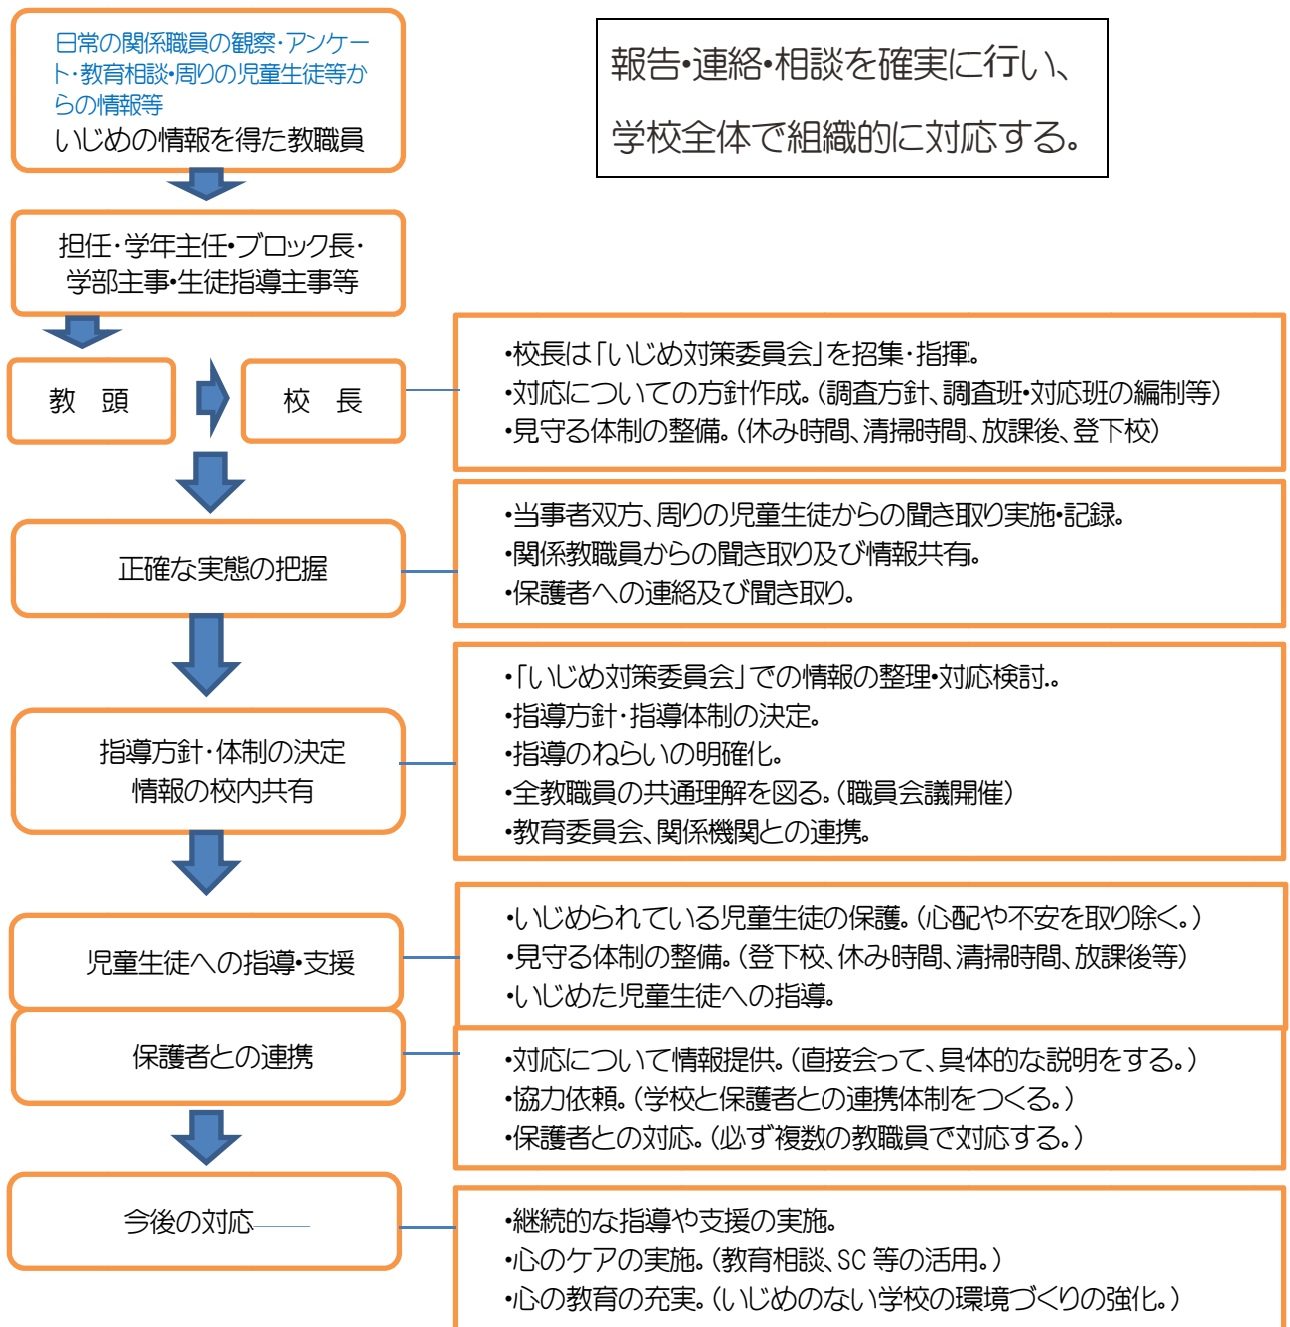 日常の関係職員の観察・アンケー
ト・教育相談・周りの児童生徒等か
らの情報等
いじめの情報を得た教職員
報告・連絡・相談を確実に行い、
学校全体で組織的に対応する。
担任・学年主任・ブロック長・
学部主事・生徒指導主事等
教　頭
校　長
・校長は「いじめ対策委員会」を招集・指揮。
・対応についての方針作成。（調査方針、調査班・対応班の編制等）
・見守る体制の整備。（休み時間、清掃時間、放課後、登下校）
正確な実態の把握
・当事者双方、周りの児童生徒からの聞き取り実施・記録。
・関係教職員からの聞き取り及び情報共有。
・保護者への連絡及び聞き取り。
指導方針・体制の決定
情報の校内共有
・「いじめ対策委員会」での情報の整理・対応検討.。
・指導方針・指導体制の決定。
・指導のねらいの明確化。
・全教職員の共通理解を図る。（職員会議開催）
・教育委員会、関係機関との連携。
児童生徒への指導・支援
・いじめられている児童生徒の保護。（心配や不安を取り除く。）
・見守る体制の整備。（登下校、休み時間、清掃時間、放課後等）
・いじめた児童生徒への指導。
保護者との連携
・対応について情報提供。（直接会って、具体的な説明をする。）
・協力依頼。（学校と保護者との連携体制をつくる。）
・保護者との対応。（必ず複数の教職員で対応する。）
今後の対応
・継続的な指導や支援の実施。
・心のケアの実施。（教育相談、SC 等の活用。）
・心の教育の充実。（いじめのない学校の環境づくりの強化。）